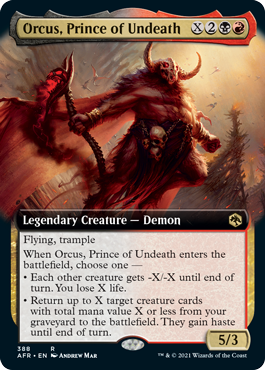 Orcus, Prince of Undeath X 2
Legendary Creature — Demon
Flying, trample
When Orcus, Prince of Undeath enters the
battlefield, choose one —
• Each other creature gets -X/-X until end of
turn. You lose X life.
• Return up to X target creature cards
with total mana value X or less from your
graveyard to the battlefield. They gain haste
until end of turn.
5/3
388 R
AFR • EN Andrew Mar
™ & © 2021 Wizards of the Coast